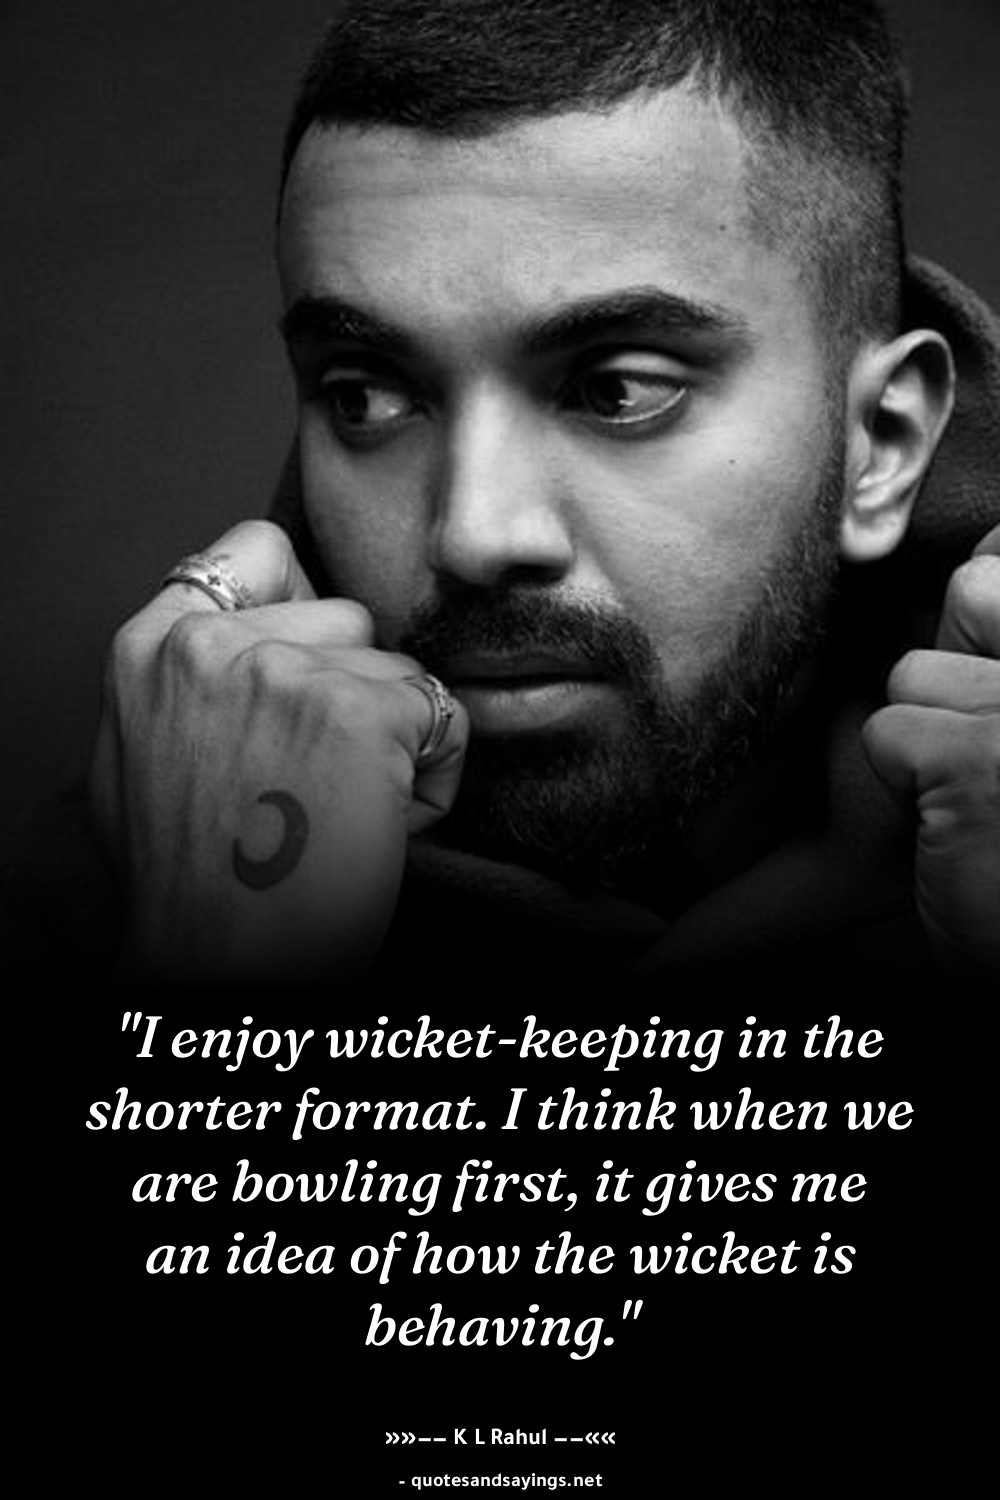 "I enjoy wicket-keeping in the
shorter format. I think when we
are bowling first, it gives me
an idea of how the wicket is
behaving."
»»−− K L Rahul −−««
- quotesandsayings.net